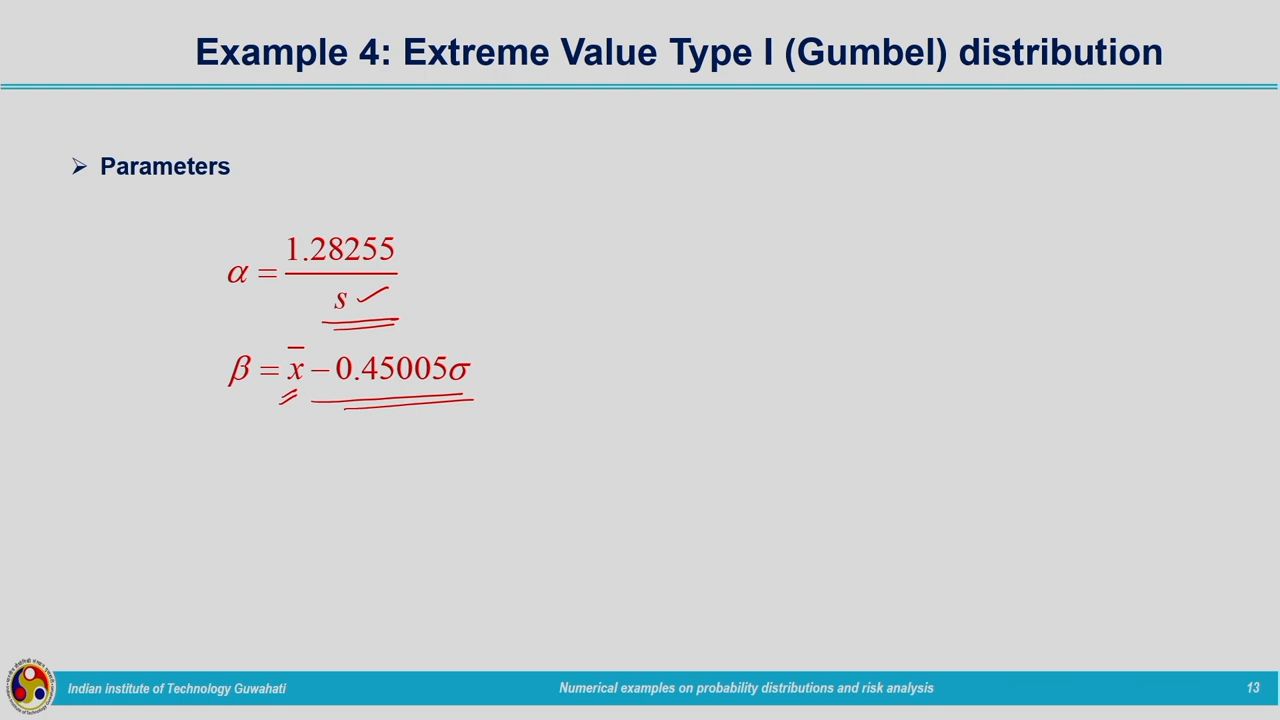 Example 4: Extreme Value Type I (Gumbel) distribution
➢ Parameters
α = 1.28255 / s
β = x̄ – 0.45005σ
Indian institute of Technology Guwahati
Numerical examples on probability distributions and risk analysis
13